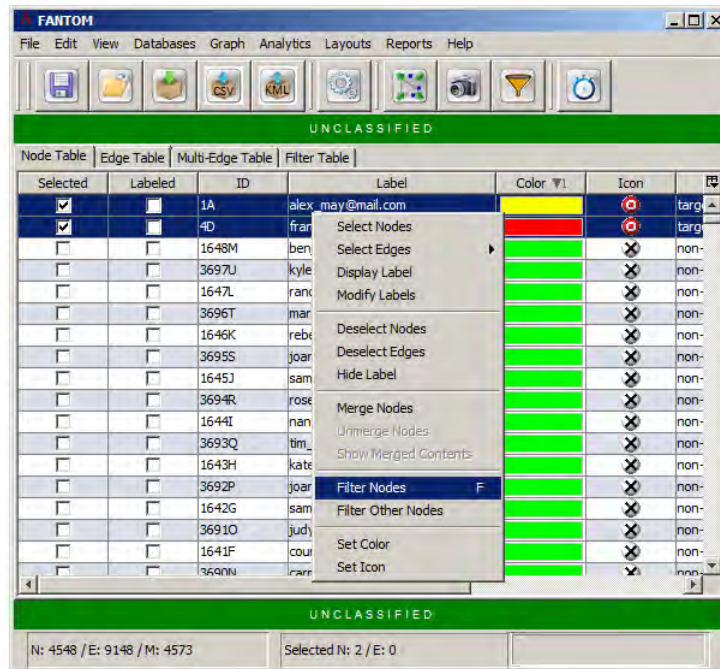 FANTOM
File Edit View Databases Graph Analytics Layouts Reports Help
CSV KML
UNCLASSIFIED
Node Table Edge Table Multi-Edge Table Filter Table
Selected Labeled ID Label Color 1 Icon
1A alex_may@mail.com targ
4D fran targ
1648M ben non-
3697U kyle non-
1647L rand non-
3696T mar non-
1646K rebe non-
3695S joan non-
1645J sam non-
3694R rose non-
1644I nan non-
3693Q tim_ non-
1643H kate non-
3692P joan non-
1642G sam non-
3691O judy non-
1641F cour non-
3690N carr non-
Select Nodes
Select Edges
Display Label
Modify Labels
Deselect Nodes
Deselect Edges
Hide Label
Merge Nodes
Unmerge Nodes
Show Merged Contents
Filter Nodes F
Filter Other Nodes
Set Color
Set Icon
UNCLASSIFIED
N: 4548 / E: 9148 / M: 4573 Selected N: 2 / E: 0